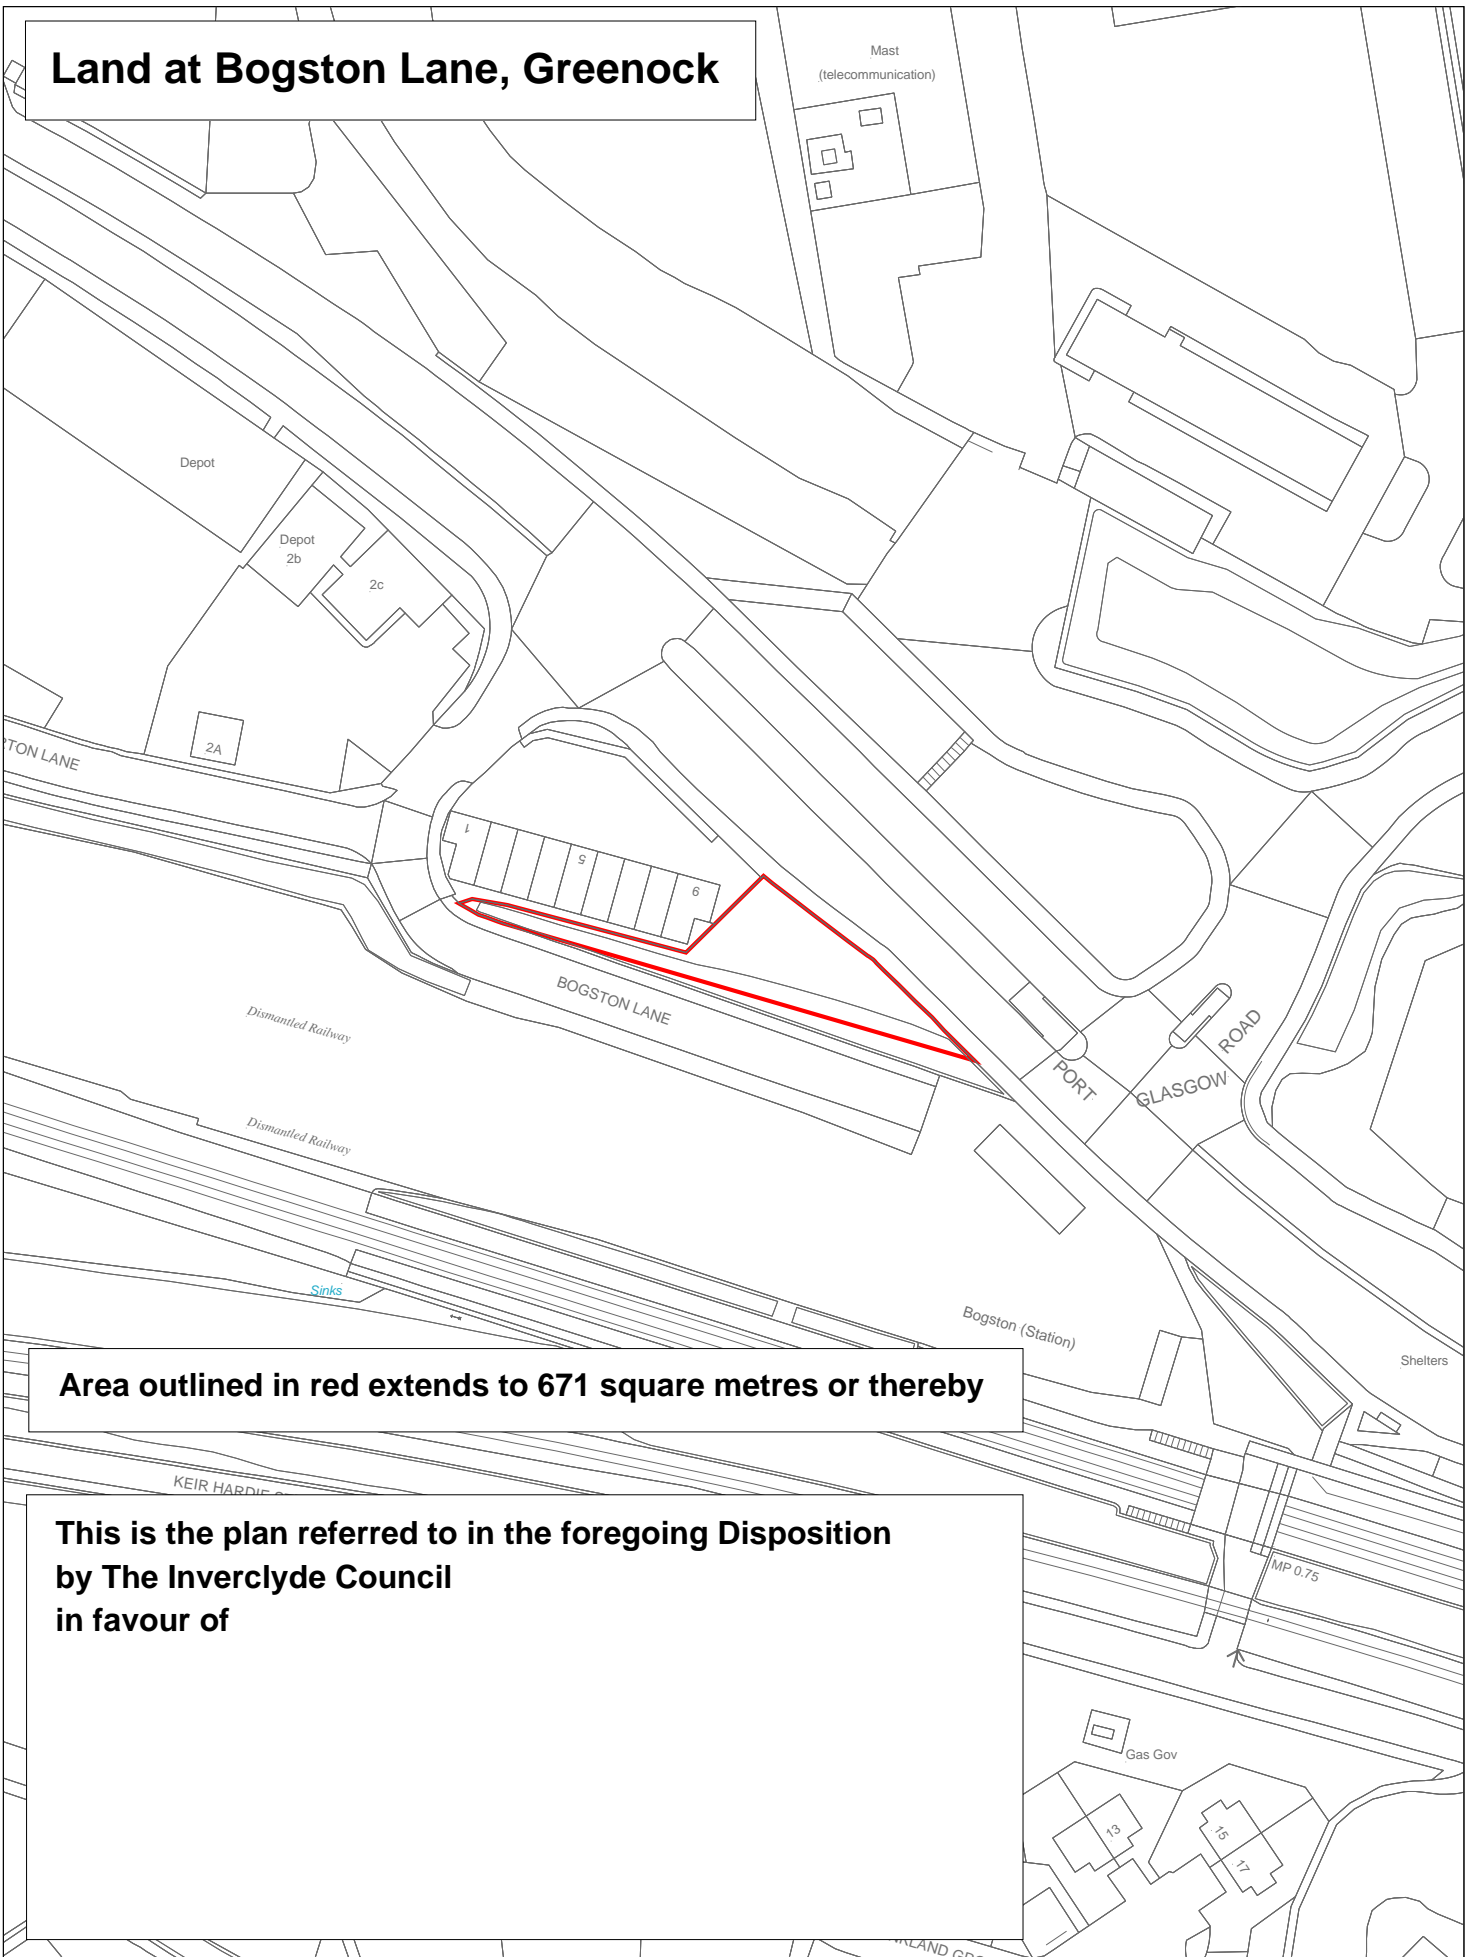 Land at Bogston Lane, Greenock
Mast
(telecommunication)
Depot
Depot
2b
2c
2A
TON LANE
1
5
9
BOGSTON LANE
Dismantled Railway
Dismantled Railway
PORT
GLASGOW
ROAD
Sinks
Bogston (Station)
Shelters
Area outlined in red extends to 671 square metres or thereby
KEIR HARDIE
This is the plan referred to in the foregoing Disposition
by The Inverclyde Council
in favour of
MP 0.75
Gas Gov
13
15
17